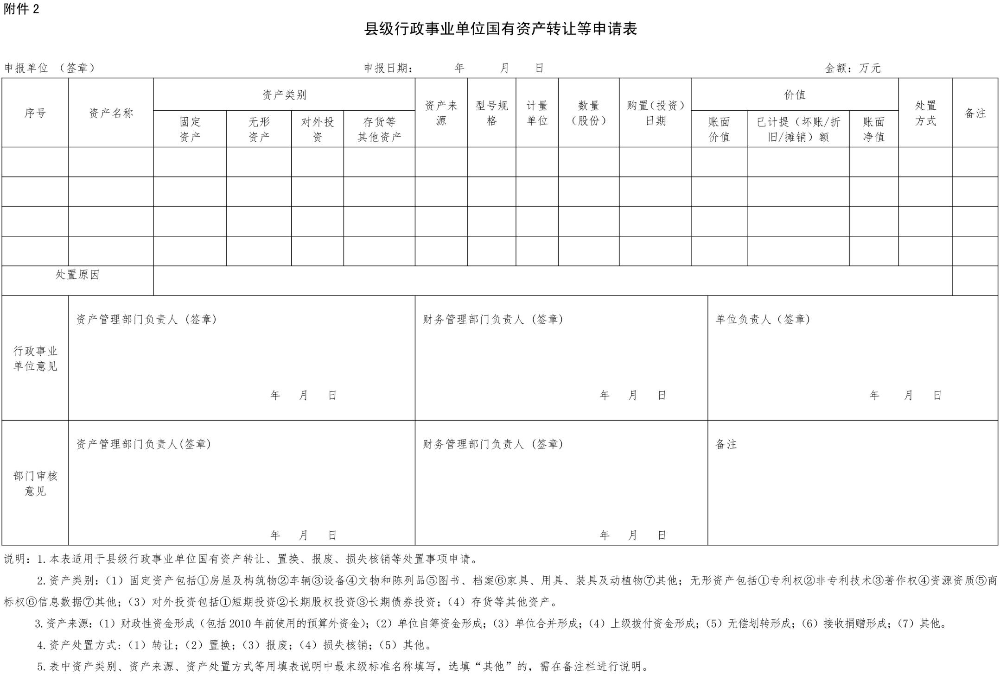 附件 2
县级行政事业单位国有资产转让等申请表
申报单位 （签章） 申报日期： 年 月 日 金额：万元
序号 资产名称 资产类别 资产来源 型号规格 计量单位 数量（股份） 购置（投资）日期 价值 处置方式 备注
固定资产 无形资产 对外投资 存货等其他资产 账面价值 已计提（坏账/折旧/摊销）额 账面净值
处置原因
行政事业单位意见
资产管理部门负责人 (签章) 财务管理部门负责人 (签章) 单位负责人（签章）
年 月 日 年 月 日 年 月 日
部门审核意见
资产管理部门负责人(签章) 财务管理部门负责人 (签章) 备注
年 月 日 年 月 日
说明：1.本表适用于县级行政事业单位国有资产转让、置换、报废、损失核销等处置事项申请。
2.资产类别：（1）固定资产包括①房屋及构筑物②车辆③设备④文物和陈列品⑤图书、档案⑥家具、用具、装具及动植物⑦其他；无形资产包括①专利权②非专利技术③著作权④资源资质⑤商
标权⑥信息数据⑦其他；（3）对外投资包括①短期投资②长期股权投资③长期债券投资；（4）存货等其他资产。
3.资产来源：（1）财政性资金形成（包括 2010 年前使用的预算外资金）；（2）单位自筹资金形成；（3）单位合并形成；（4）上级拨付资金形成；（5）无偿划转形成；（6）接收捐赠形成；（7）其他。
4.资产处置方式：（1）转让；（2）置换；（3）报废；（4）损失核销；（5）其他。
5.表中资产类别、资产来源、资产处置方式等用填表说明中最末级标准名称填写，选填“其他”的，需在备注栏进行说明。